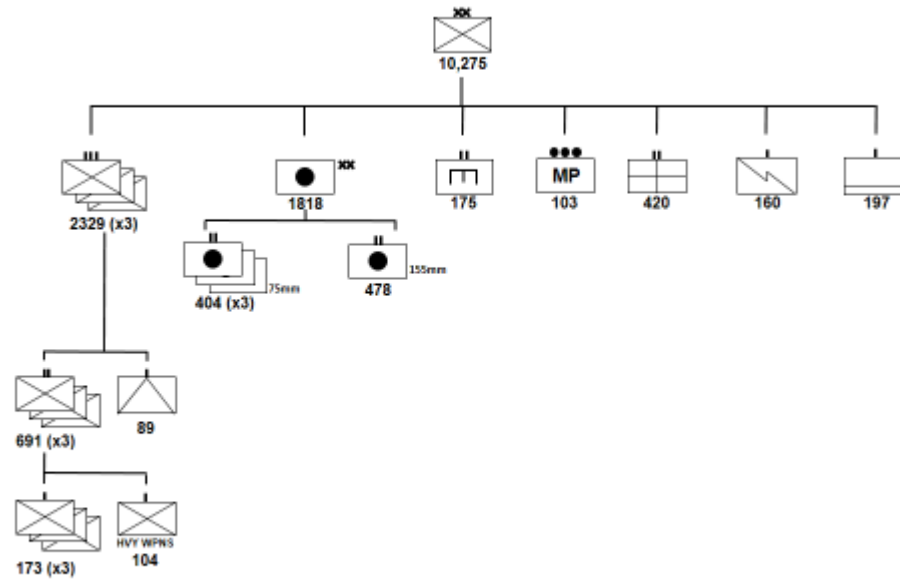 XX
10,275
III
2329 (x3)
XX
1818
II
175
MP
103
II
420
I
160
I
197
II
75mm
404 (x3)
II
155mm
478
II
691 (x3)
I
89
I
173 (x3)
I
HVY WPNS
104